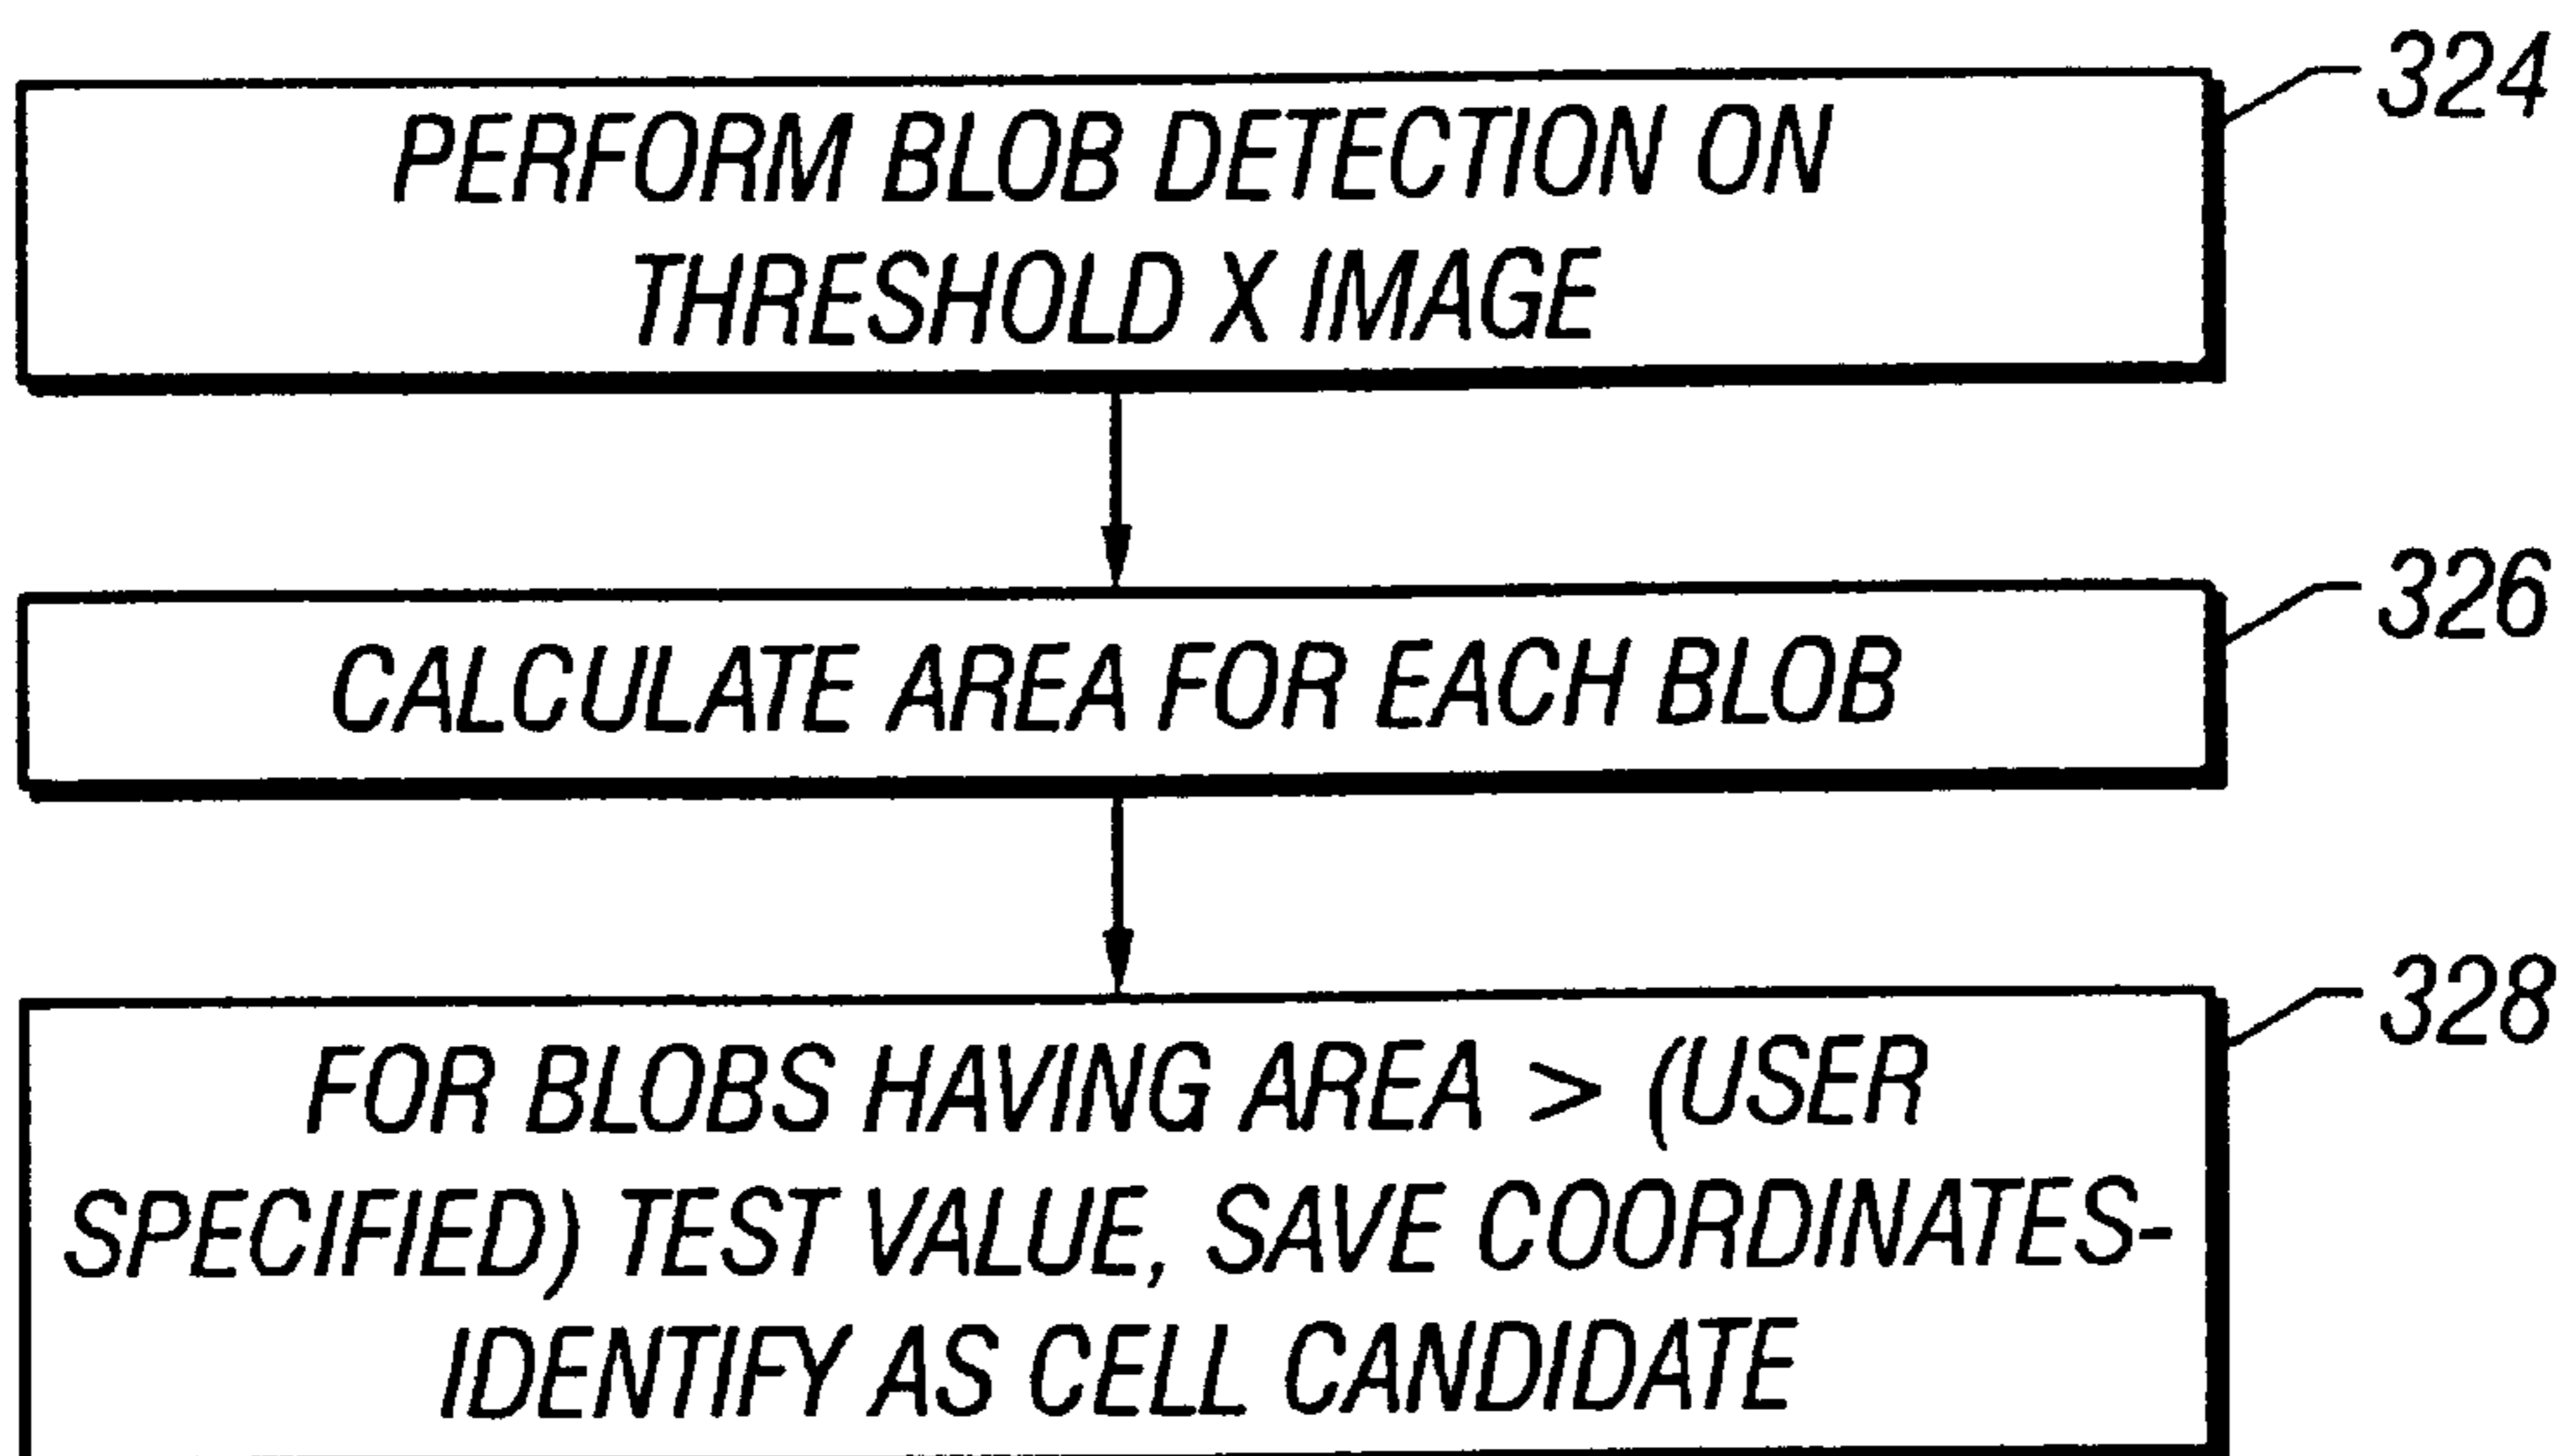 324
PERFORM BLOB DETECTION ON
THRESHOLD X IMAGE
326
CALCULATE AREA FOR EACH BLOB
328
FOR BLOBS HAVING AREA > (USER
SPECIFIED) TEST VALUE, SAVE COORDINATES-
IDENTIFY AS CELL CANDIDATE